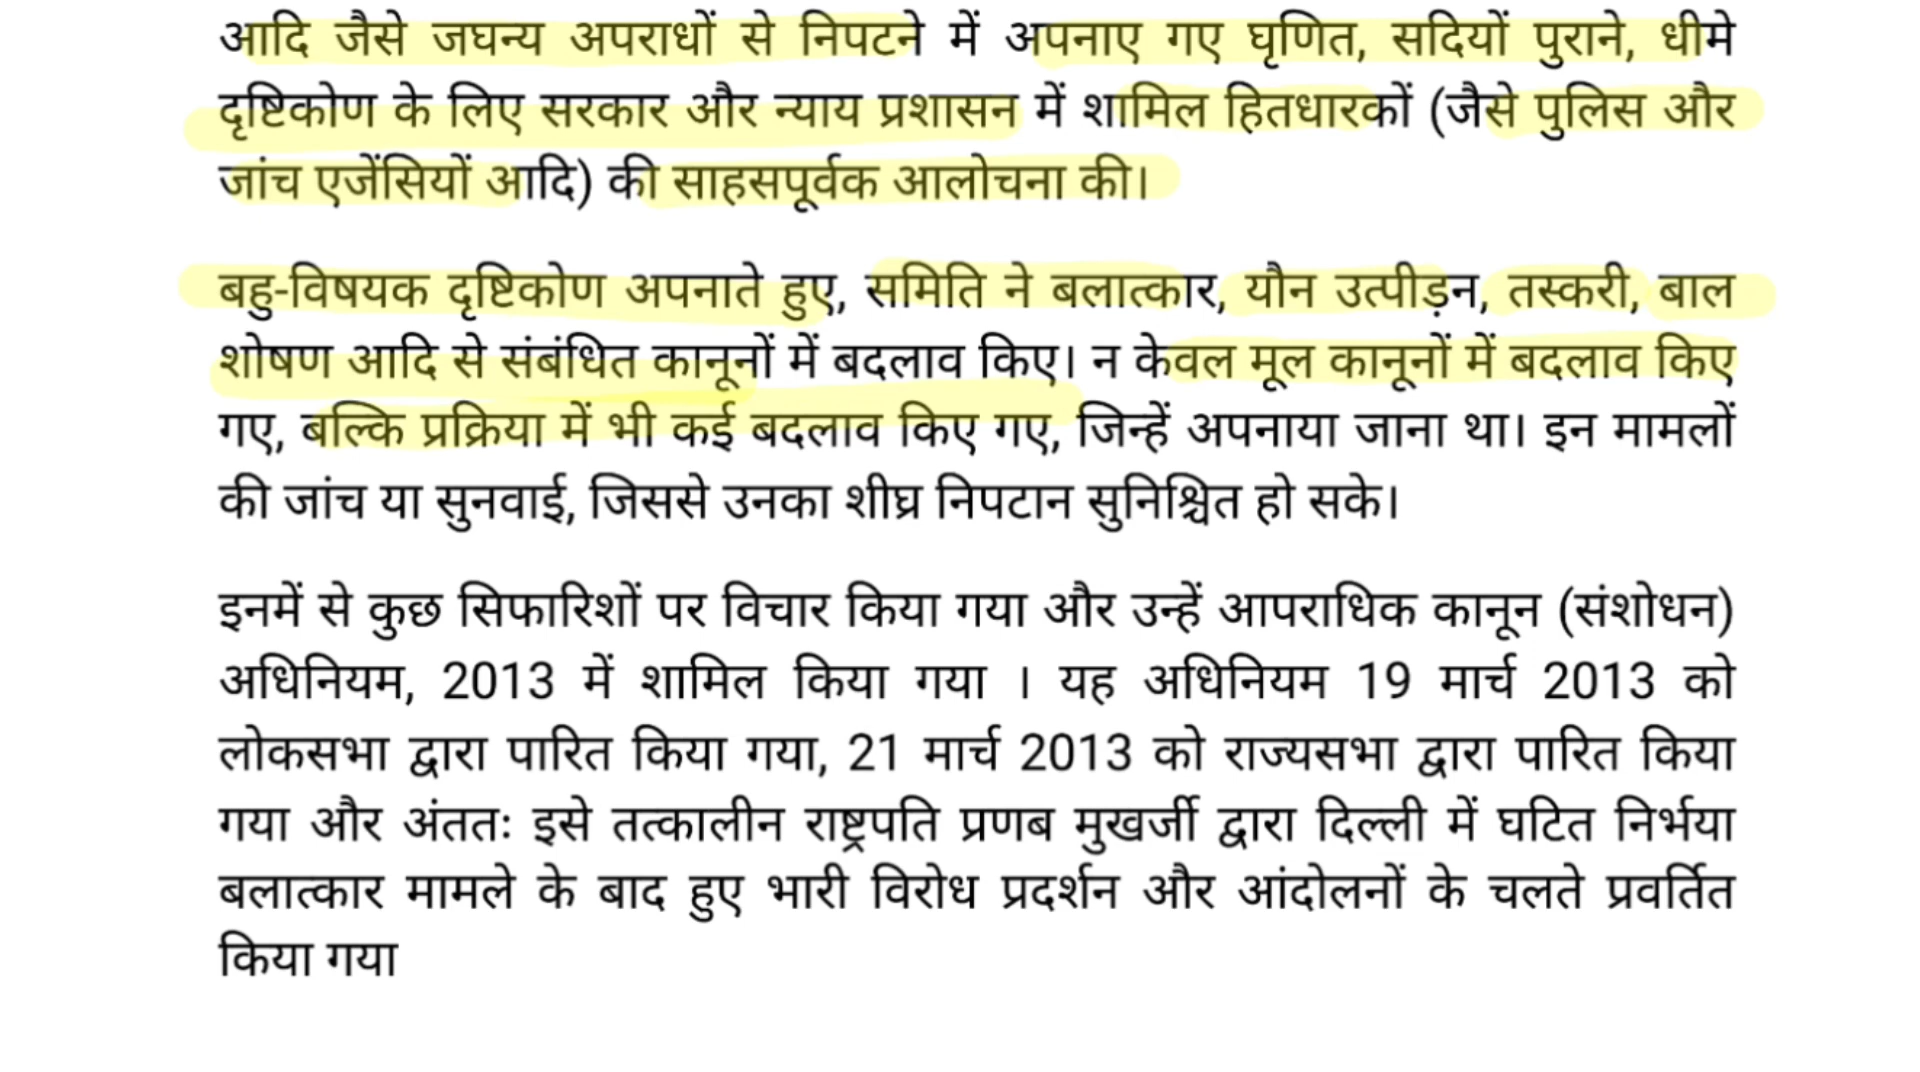 आदि जैसे जघन्य अपराधों से निपटने में अपनाए गए घृणित, सदियों पुराने, धीमे
दृष्टिकोण के लिए सरकार और न्याय प्रशासन में शामिल हितधारकों (जैसे पुलिस और
जांच एजेंसियों आदि) की साहसपूर्वक आलोचना की।
बहु-विषयक दृष्टिकोण अपनाते हुए, समिति ने बलात्कार, यौन उत्पीड़न, तस्करी, बाल
शोषण आदि से संबंधित कानूनों में बदलाव किए। न केवल मूल कानूनों में बदलाव किए
गए, बल्कि प्रक्रिया में भी कई बदलाव किए गए, जिन्हें अपनाया जाना था। इन मामलों
की जांच या सुनवाई, जिससे उनका शीघ्र निपटान सुनिश्चित हो सके।
इनमें से कुछ सिफारिशों पर विचार किया गया और उन्हें आपराधिक कानून (संशोधन)
अधिनियम, 2013 में शामिल किया गया । यह अधिनियम 19 मार्च 2013 को
लोकसभा द्वारा पारित किया गया, 21 मार्च 2013 को राज्यसभा द्वारा पारित किया
गया और अंततः इसे तत्कालीन राष्ट्रपति प्रणब मुखर्जी द्वारा दिल्ली में घटित निर्भया
बलात्कार मामले के बाद हुए भारी विरोध प्रदर्शन और आंदोलनों के चलते प्रवर्तित
किया गया